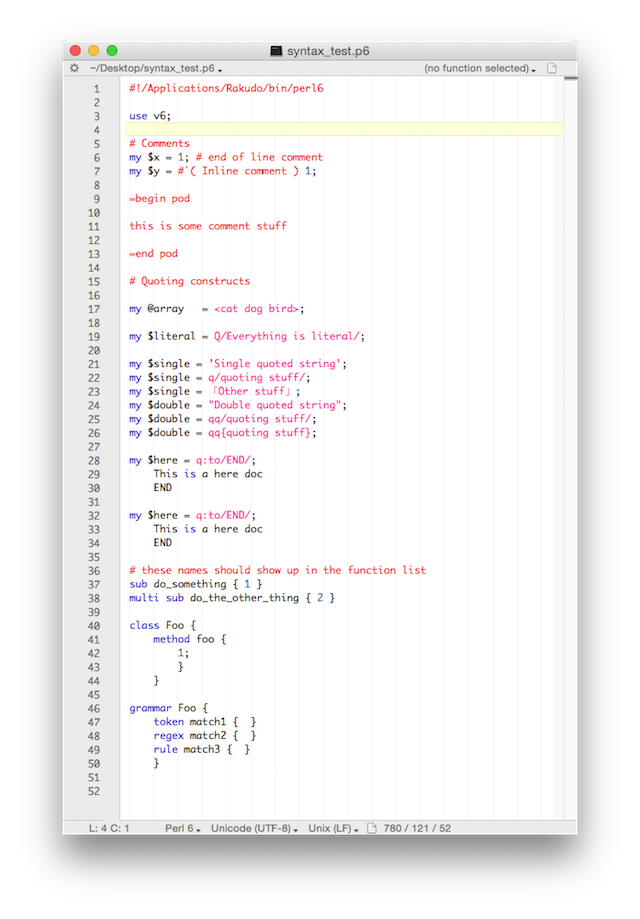 syntax_test.p6
~/Desktop/syntax_test.p6
(no function selected)
1 #!/Applications/Rakudo/bin/perl6
2
3 use v6;
4
5 # Comments
6 my $x = 1; # end of line comment
7 my $y = #`( Inline comment ) 1;
8
9 =begin pod
10
11 this is some comment stuff
12
13 =end pod
14
15 # Quoting constructs
16
17 my @array   = <cat dog bird>;
18
19 my $literal = Q/Everything is literal/;
20
21 my $single = 'Single quoted string';
22 my $single = q/quoting stuff/;
23 my $single = 「Other stuff」;
24 my $double = "Double quoted string";
25 my $double = qq/quoting stuff/;
26 my $double = qq{quoting stuff};
27
28 my $here = q:to/END/;
29     This is a here doc
30     END
31
32 my $here = q:to/END/;
33     This is a here doc
34     END
35
36 # these names should show up in the function list
37 sub do_something { 1 }
38 multi sub do_the_other_thing { 2 }
39
40 class Foo {
41     method foo {
42         1;
43         }
44     }
45
46 grammar Foo {
47     token match1 {  }
48     regex match2 {  }
49     rule match3 {  }
50     }
51
52
L: 4 C: 1 Perl 6 Unicode (UTF-8) Unix (LF) 780 / 121 / 52